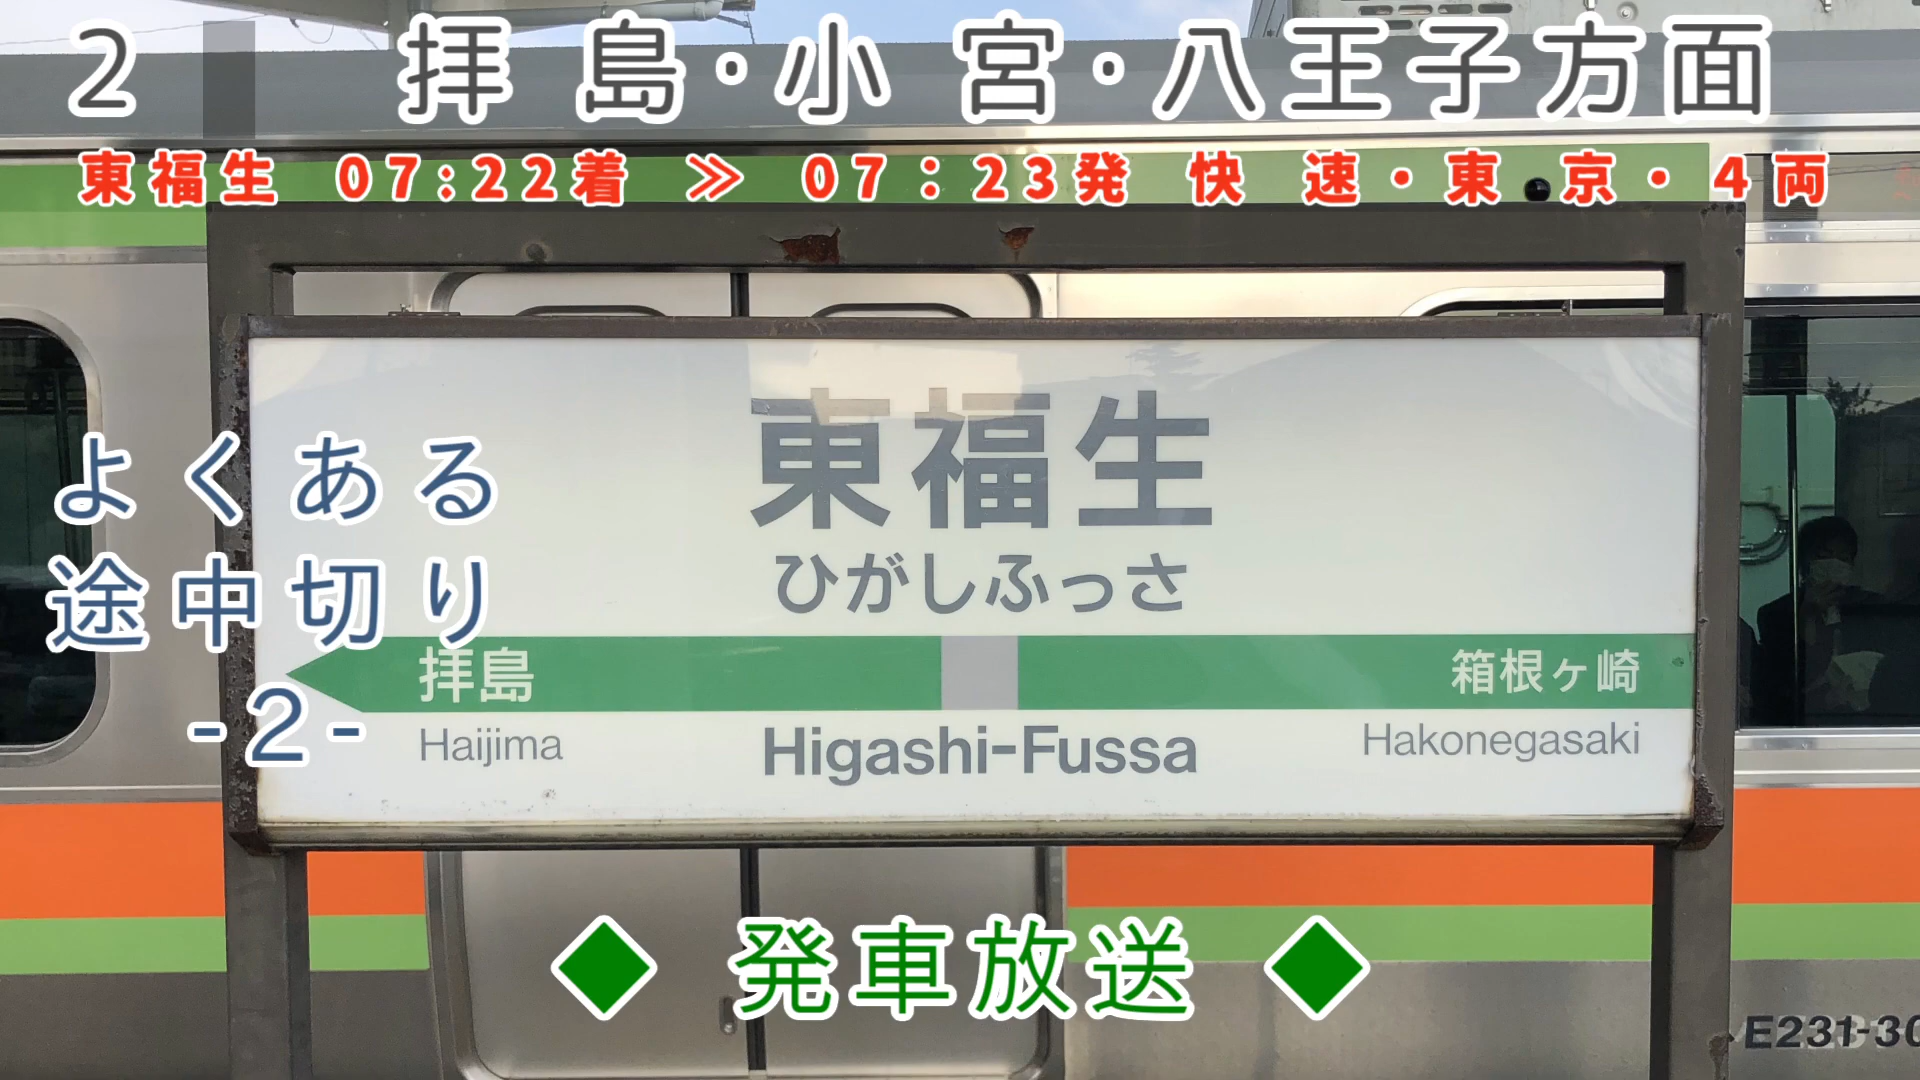 2 拝島・小宮・八王子方面
東福生 07:22着 ≫ 07:23発 快速・東京・4両
東福生
ひがしふっさ
よくある
途中切り
-2-
拝島 箱根ヶ崎
Haijima Higashi-Fussa Hakonegasaki
◆ 発車放送 ◆
E231-30